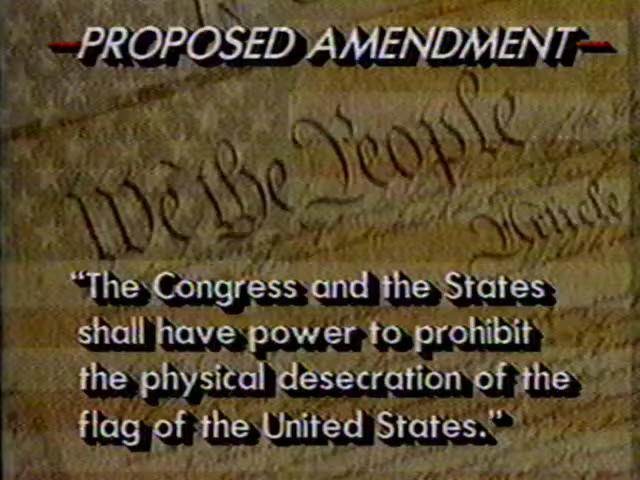 PROPOSED AMENDMENT
We the People
Article
“The Congress and the States
shall have power to prohibit
the physical desecration of the
flag of the United States.”